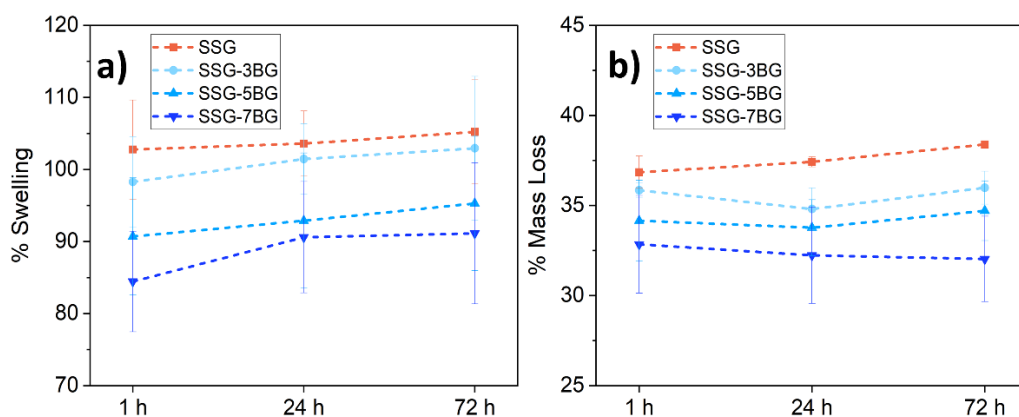 a)
% Swelling
120
110
100
90
80
70
SSG
SSG-3BG
SSG-5BG
SSG-7BG
1 h 24 h 72 h
b)
% Mass Loss
45
40
35
30
25
SSG
SSG-3BG
SSG-5BG
SSG-7BG
1 h 24 h 72 h